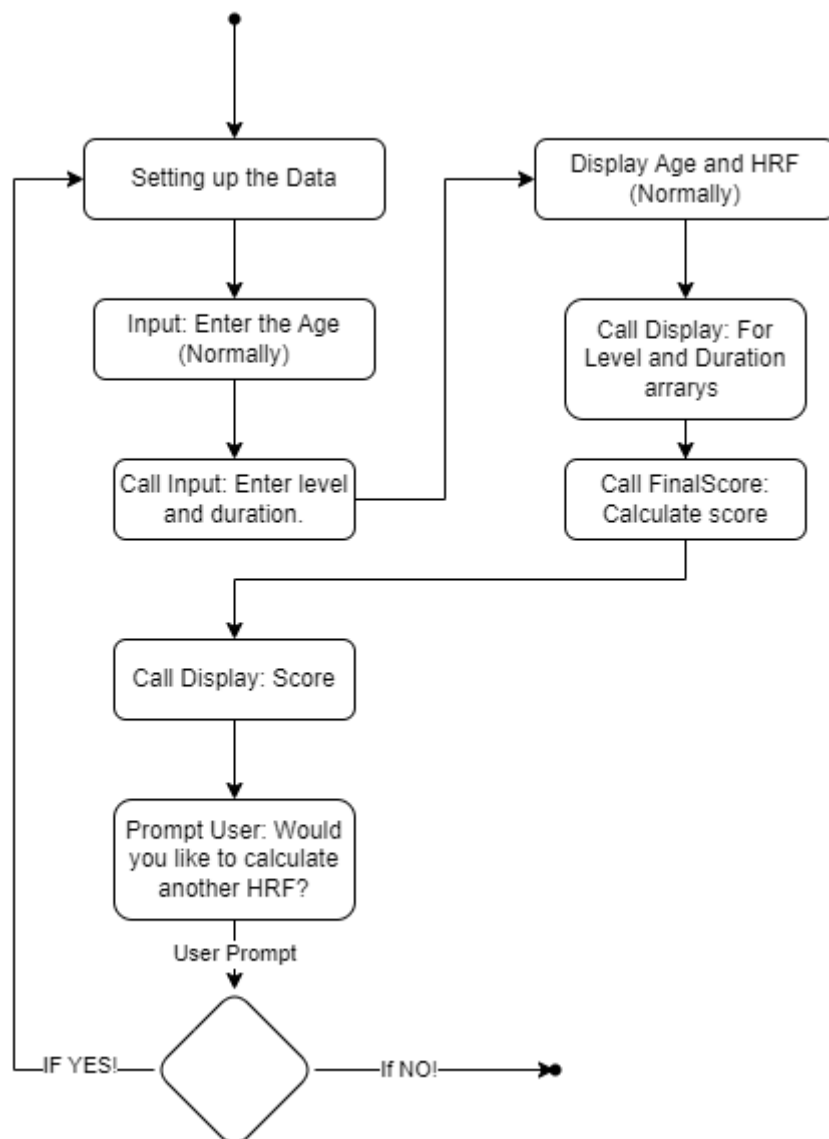 Setting up the Data
Input: Enter the Age
(Normally)
Call Input: Enter level
and duration.
Display Age and HRF
(Normally)
Call Display: For
Level and Duration
arrarys
Call FinalScore:
Calculate score
Call Display: Score
Prompt User: Would
you like to calculate
another HRF?
User Prompt
IF YES!
If NO!